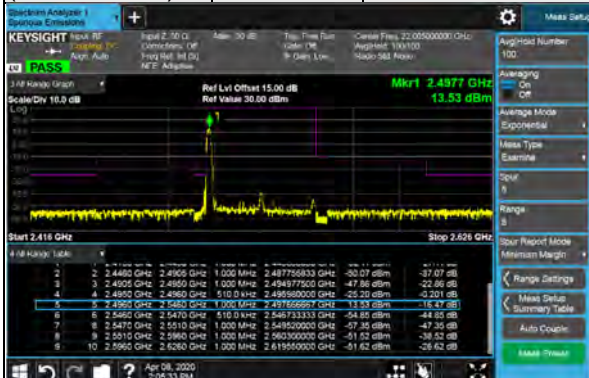 Spectrum Analyzer 1
Spurious Emissions
+
Meas Setup
KEYSIGHT Input: RF
Coupling: DC
Align: Auto
Input Z: 50 Ω
Corrections: Off
Freq Ref: Int (S)
NFE: Adaptive
Atten: 30 dB
Trig: Free Run
Gate: Off
IF Gain: Low
Center Freq: 22.005000000 GHz
Avg|Hold: 100/100
Radio Std: None
PASS
3 All Range Graph
Scale/Div 10.0 dB
Ref Lvl Offset 15.00 dB
Ref Value 30.00 dBm
Mkr1 2.4977 GHz
13.53 dBm
Log
Start 2.416 GHz
Stop 2.626 GHz
4 All Range Table
2 2 2.4460 GHz 2.4905 GHz 1.000 MHz 2.487755833 GHz -50.07 dBm -37.07 dB
3 3 2.4905 GHz 2.4950 GHz 1.000 MHz 2.494977500 GHz -47.86 dBm -22.86 dB
4 4 2.4950 GHz 2.4960 GHz 510.0 kHz 2.495980000 GHz -25.20 dBm -0.201 dB
5 5 2.4960 GHz 2.5460 GHz 1.000 MHz 2.497666667 GHz 13.53 dBm -16.47 dB
6 6 2.5460 GHz 2.5470 GHz 510.0 kHz 2.546733333 GHz -54.85 dBm -44.85 dB
7 8 2.5470 GHz 2.5510 GHz 1.000 MHz 2.549520000 GHz -57.35 dBm -47.35 dB
8 9 2.5510 GHz 2.5960 GHz 1.000 MHz 2.560300000 GHz -51.53 dBm -38.52 dB
9 10 2.5960 GHz 2.6260 GHz 1.000 MHz 2.619550000 GHz -51.62 dBm -26.62 dB
Avg|Hold Number
100
Averaging
On
Off
Average Mode
Exponential
Meas Type
Examine
Spur
5
Range
5
Spur Report Mode
Minimum Margin
Range Settings
Meas Setup
Summary Table
Auto Couple
Meas Preset
?
Apr 08, 2020
2:05:33 PM